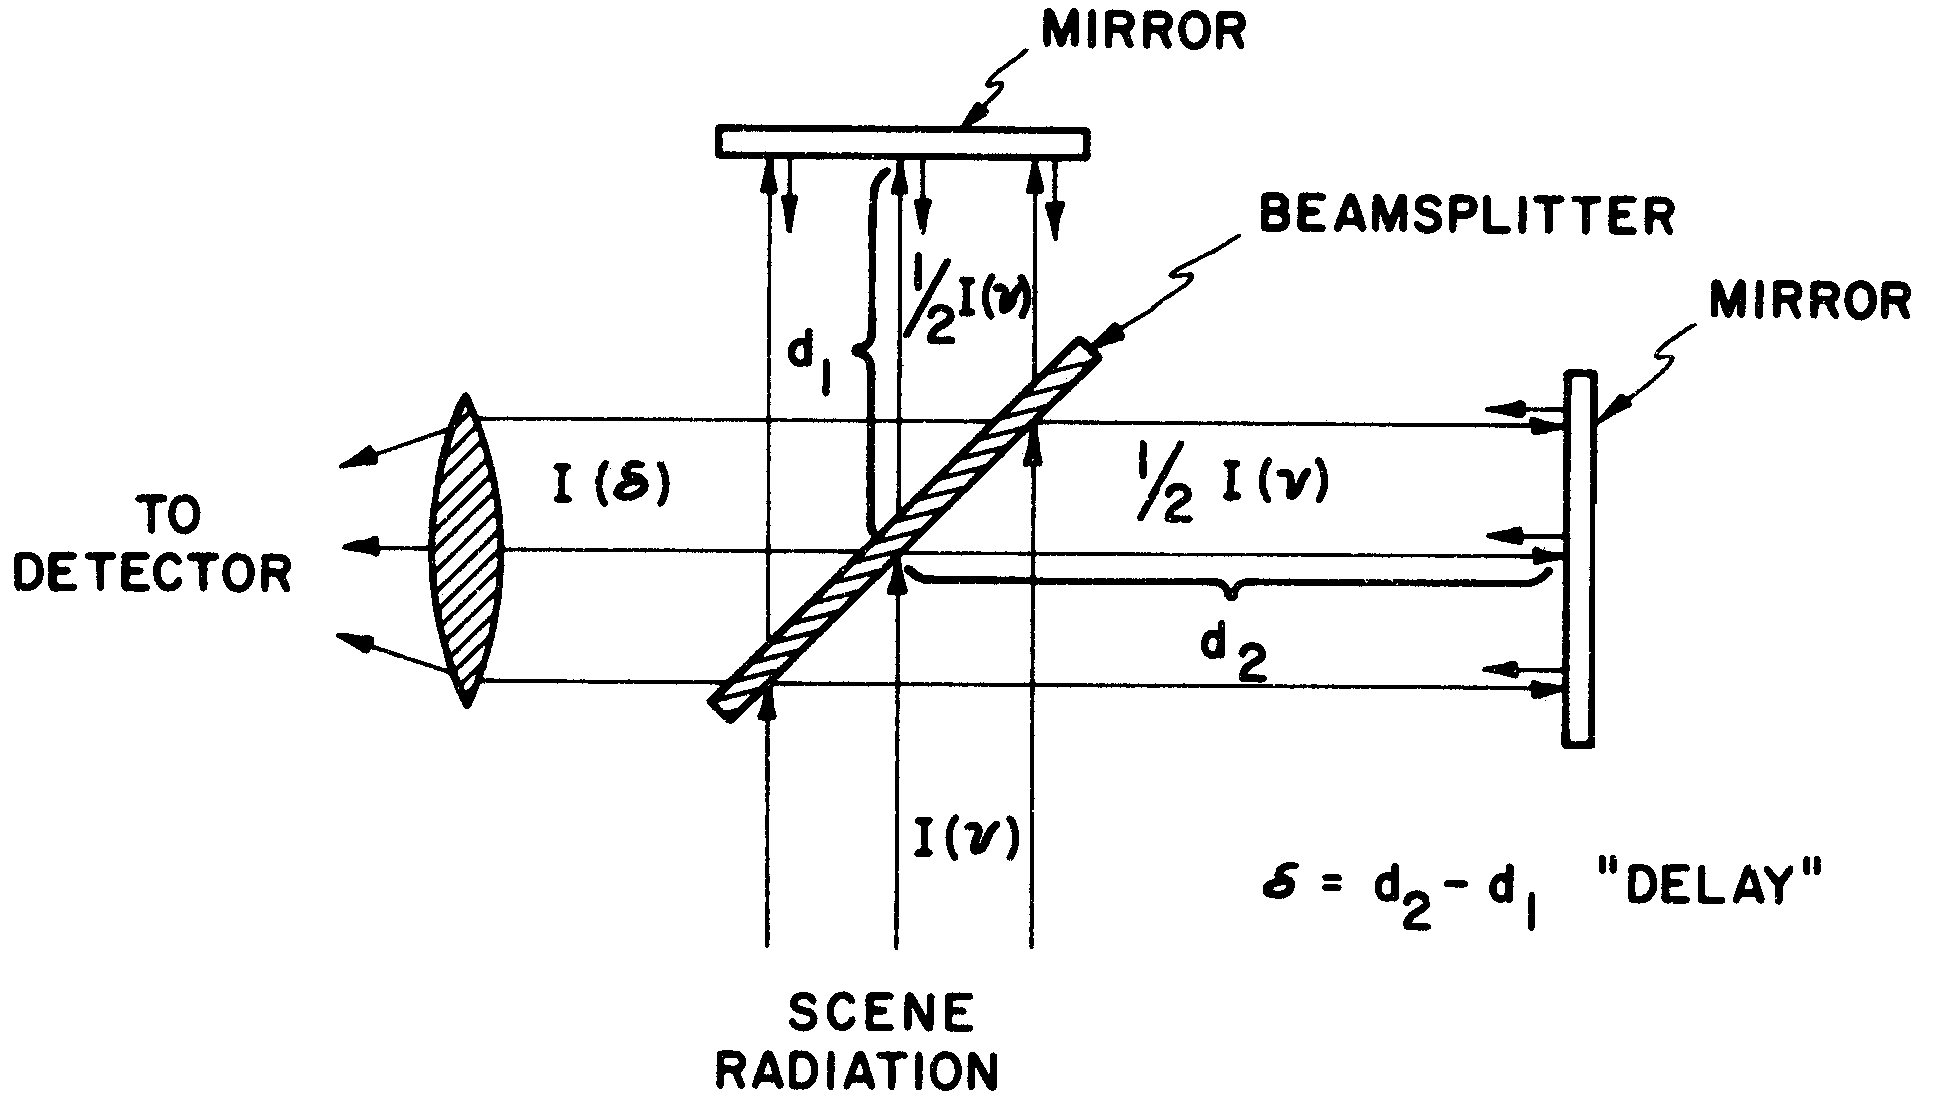 MIRROR
BEAMSPLITTER
MIRROR
1/2 I(ν)
d1
I (δ)
1/2 I (ν)
TO
DETECTOR
d2
I (ν)
δ = d2 - d1 "DELAY"
SCENE
RADIATION